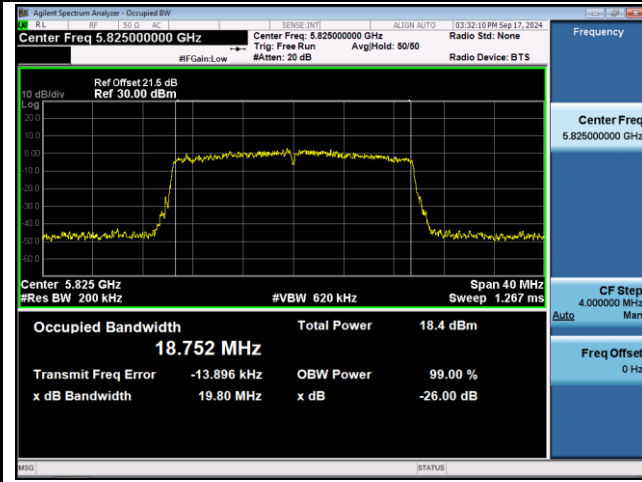 Agilent Spectrum Analyzer - Occupied BW
RL RF 50 Ω AC SENSE:INT ALIGN AUTO 03:32:10 PM Sep 17, 2024
Center Freq 5.825000000 GHz
Center Freq: 5.825000000 GHz
Radio Std: None
Trig: Free Run Avg|Hold: 50/50
#IFGain:Low #Atten: 20 dB Radio Device: BTS
Ref Offset 21.5 dB
10 dB/div Ref 30.00 dBm
Log
20.0
10.0
0.00
-10.0
-20.0
-30.0
-40.0
-50.0
-60.0
Center 5.825 GHz Span 40 MHz
#Res BW 200 kHz #VBW 620 kHz Sweep 1.267 ms
Occupied Bandwidth Total Power 18.4 dBm
18.752 MHz
Transmit Freq Error -13.896 kHz OBW Power 99.00 %
x dB Bandwidth 19.80 MHz x dB -26.00 dB
MSG STATUS
Frequency
Center Freq
5.825000000 GHz
CF Step
4.000000 MHz
Auto Man
Freq Offset
0 Hz